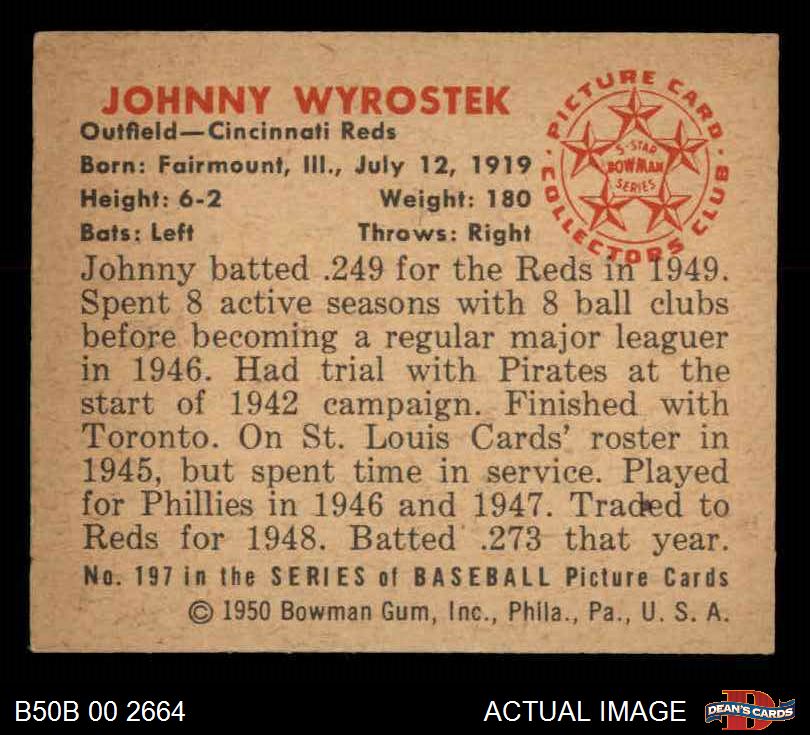 JOHNNY WYROSTEK
Outfield—Cincinnati Reds
Born: Fairmount, Ill., July 12, 1919
Height: 6-2 Weight: 180
Bats: Left Throws: Right
PICTURE CARD
COLLECTORS CLUB
5-STAR
BOWMAN
SERIES
Johnny batted .249 for the Reds in 1949.
Spent 8 active seasons with 8 ball clubs
before becoming a regular major leaguer
in 1946. Had trial with Pirates at the
start of 1942 campaign. Finished with
Toronto. On St. Louis Cards' roster in
1945, but spent time in service. Played
for Phillies in 1946 and 1947. Traded to
Reds for 1948. Batted .273 that year.
No. 197 in the SERIES of BASEBALL Picture Cards
© 1950 Bowman Gum, Inc., Phila., Pa., U. S. A.
B50B 00 2664 ACTUAL IMAGE
D
DEAN'S CARDS